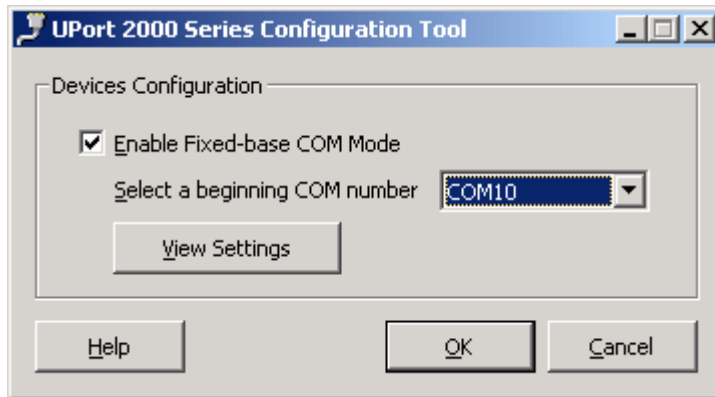 UPort 2000 Series Configuration Tool
Devices Configuration
Enable Fixed-base COM Mode
Select a beginning COM number COM10
View Settings
Help OK Cancel